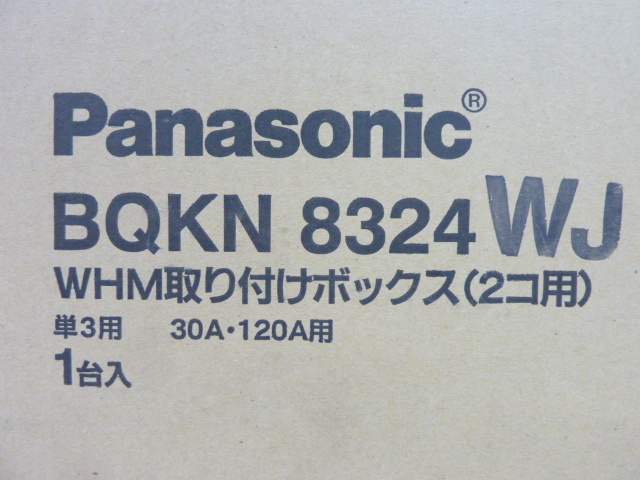 Panasonic®
BQKN 8324 WJ
WHM取り付けボックス(2コ用)
単3用 30A・120A用
1台入